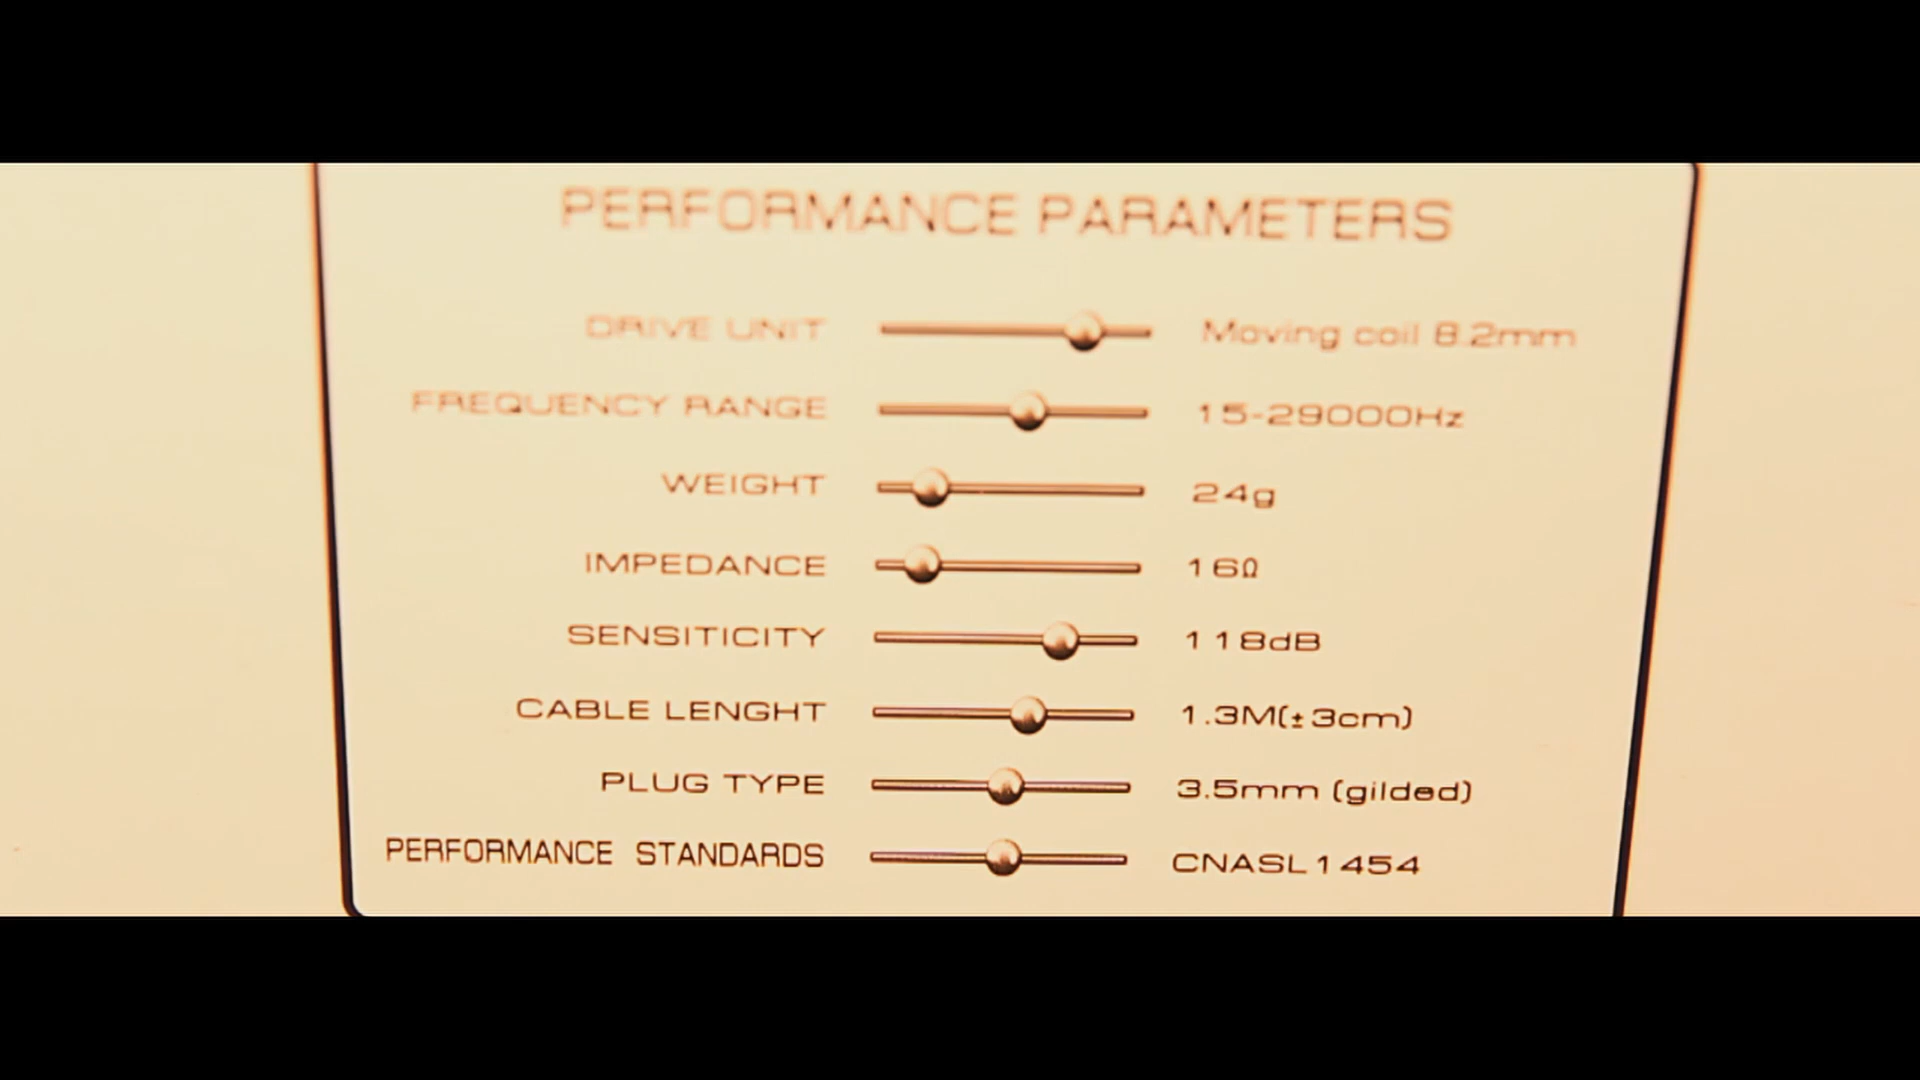 PERFORMANCE PARAMETERS
DRIVE UNIT Moving coil 8.2mm
FREQUENCY RANGE 15-29000Hz
WEIGHT 24g
IMPEDANCE 16Ω
SENSITICITY 118dB
CABLE LENGHT 1.3M(±3cm)
PLUG TYPE 3.5mm (gilded)
PERFORMANCE STANDARDS CNASL1454